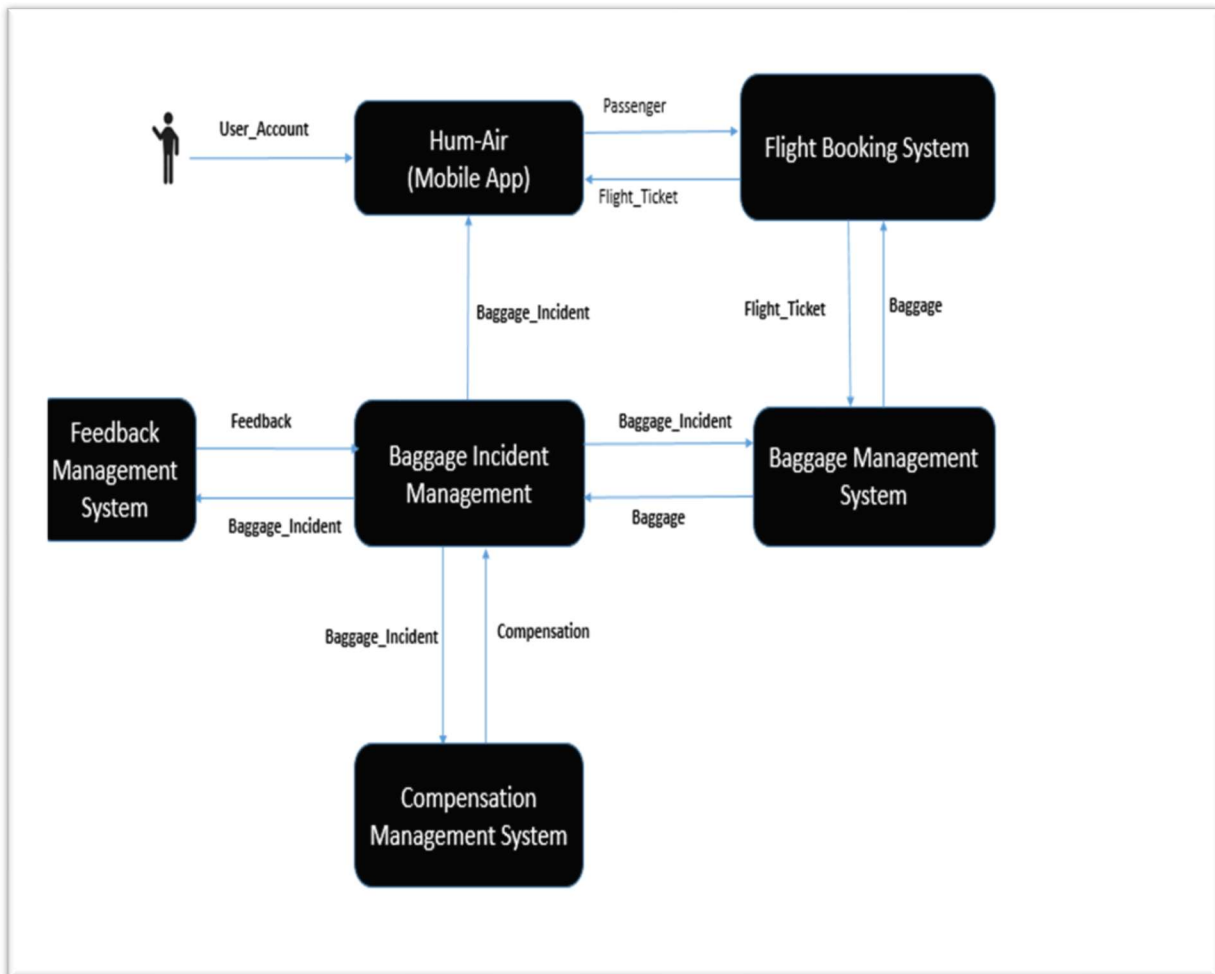 User_Account
Hum-Air
(Mobile App)
Passenger
Flight_Ticket
Flight Booking System
Baggage_Incident
Flight_Ticket
Baggage
Feedback
Management
System
Feedback
Baggage_Incident
Baggage Incident
Management
Baggage_Incident
Baggage
Baggage Management
System
Baggage_Incident
Compensation
Compensation
Management System